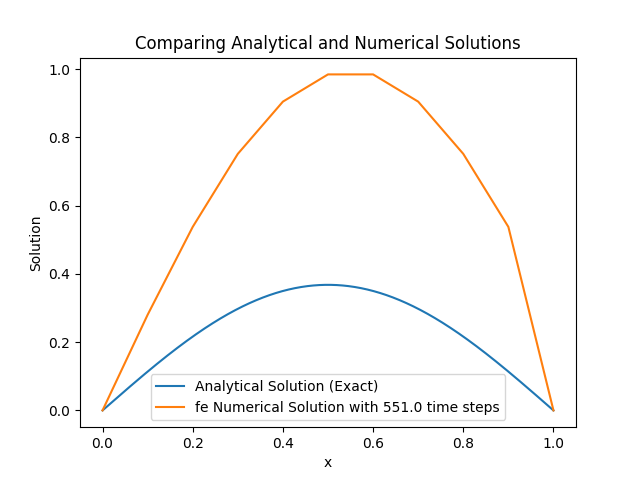 Comparing Analytical and Numerical Solutions
1.0
0.8
0.6
0.4
0.2
0.0
Solution
Analytical Solution (Exact)
fe Numerical Solution with 551.0 time steps
0.0 0.2 0.4 0.6 0.8 1.0
x